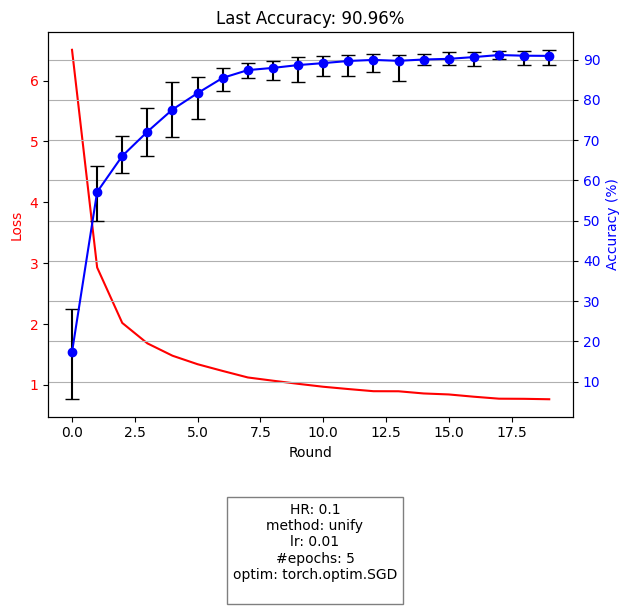 Last Accuracy: 90.96%
6
5
4
3
2
1
Loss
90
80
70
60
50
40
30
20
10
Accuracy (%)
0.0 2.5 5.0 7.5 10.0 12.5 15.0 17.5
Round
HR: 0.1
method: unify
lr: 0.01
#epochs: 5
optim: torch.optim.SGD